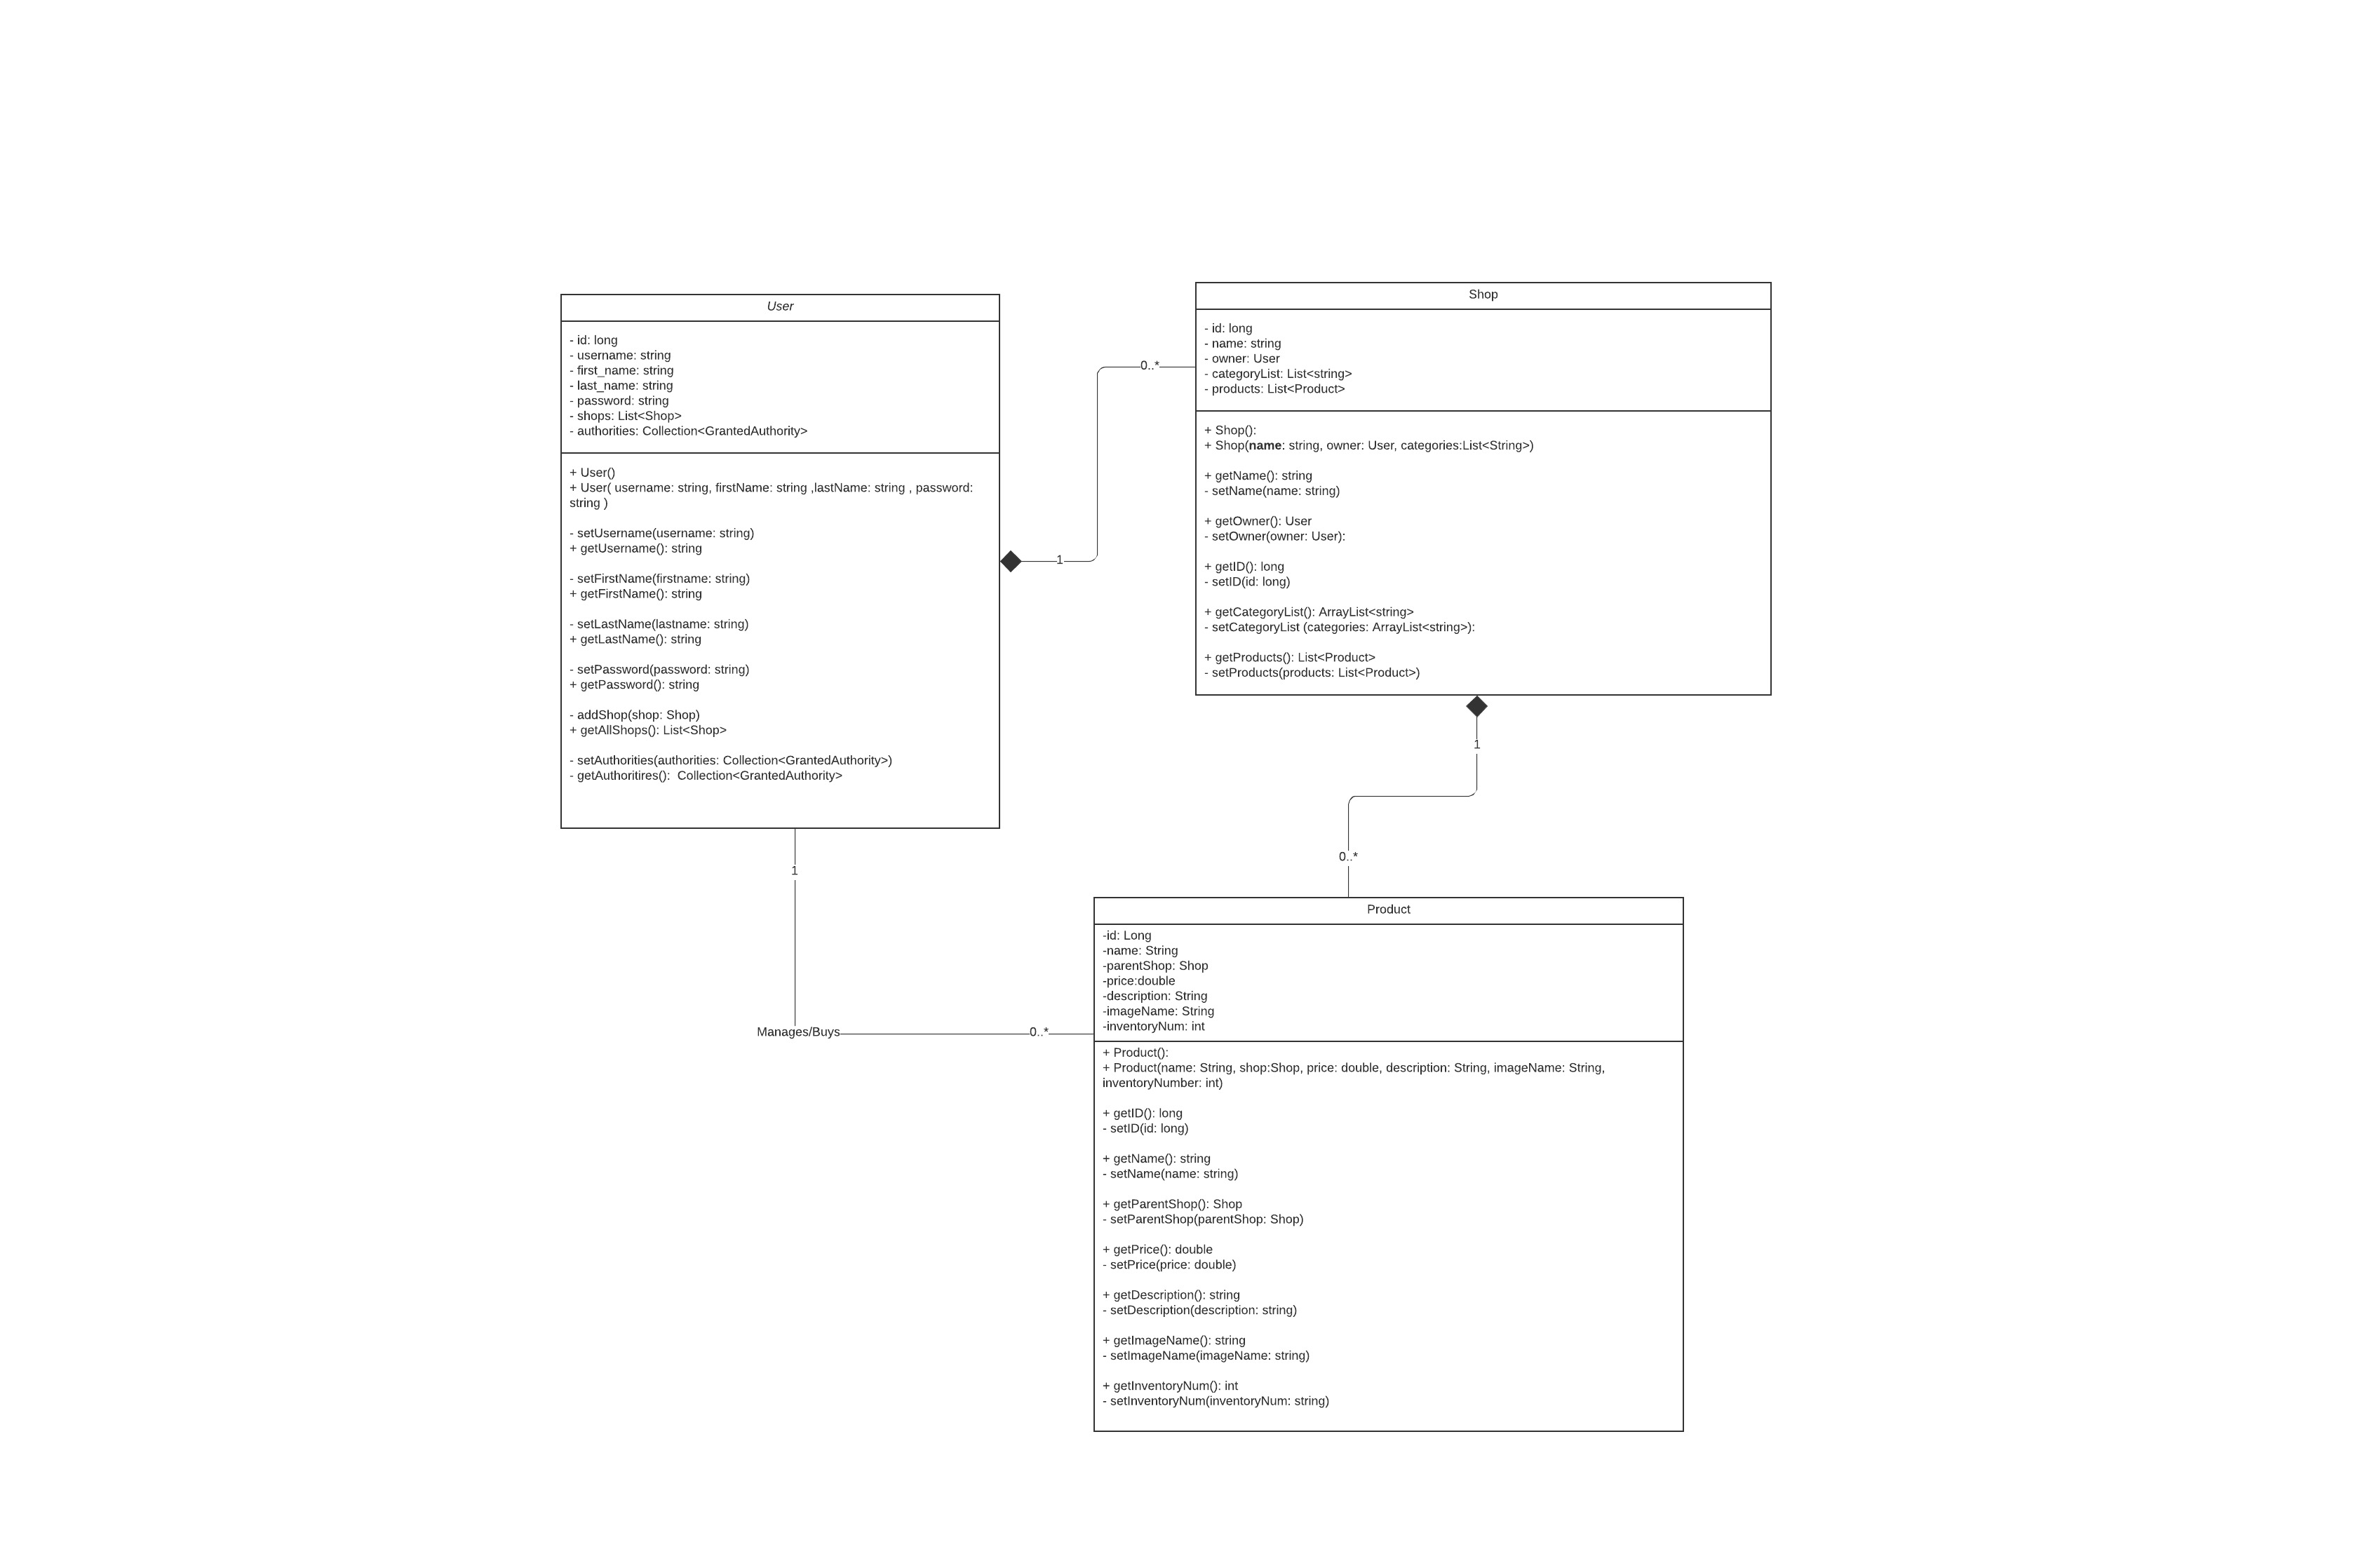 User
- id: long
- username: string
- first_name: string
- last_name: string
- password: string
- shops: List<Shop>
- authorities: Collection<GrantedAuthority>
+ User()
+ User( username: string, firstName: string ,lastName: string , password:
string )
- setUsername(username: string)
+ getUsername(): string
- setFirstName(firstname: string)
+ getFirstName(): string
- setLastName(lastname: string)
+ getLastName(): string
- setPassword(password: string)
+ getPassword(): string
- addShop(shop: Shop)
+ getAllShops(): List<Shop>
- setAuthorities(authorities: Collection<GrantedAuthority>)
- getAuthoritires():  Collection<GrantedAuthority>
1
0..*
Shop
- id: long
- name: string
- owner: User
- categoryList: List<string>
- products: List<Product>
+ Shop():
+ Shop(name: string, owner: User, categories:List<String>)
+ getName(): string
- setName(name: string)
+ getOwner(): User
- setOwner(owner: User):
+ getID(): long
- setID(id: long)
+ getCategoryList(): ArrayList<string>
- setCategoryList (categories: ArrayList<string>):
+ getProducts(): List<Product>
- setProducts(products: List<Product>)
1
0..*
1
Manages/Buys
0..*
Product
-id: Long
-name: String
-parentShop: Shop
-price:double
-description: String
-imageName: String
-inventoryNum: int
+ Product():
+ Product(name: String, shop:Shop, price: double, description: String, imageName: String,
inventoryNumber: int)
+ getID(): long
- setID(id: long)
+ getName(): string
- setName(name: string)
+ getParentShop(): Shop
- setParentShop(parentShop: Shop)
+ getPrice(): double
- setPrice(price: double)
+ getDescription(): string
- setDescription(description: string)
+ getImageName(): string
- setImageName(imageName: string)
+ getInventoryNum(): int
- setInventoryNum(inventoryNum: string)